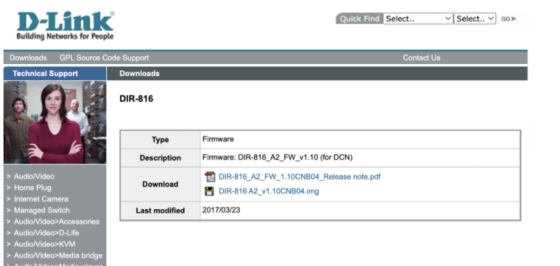 D-Link
Building Networks for People
Quick Find Select.. Select.. GO
Downloads GPL Source Code Support Contact Us
Technical Support
Downloads
DIR-816
Type Firmware
Description Firmware: DIR-816_A2_FW_v1.10 (for DCN)
Download DIR-816_A2_FW_1.10CNB04_Release note.pdf
DIR-816 A2_v1.10CNB04.img
Last modified 2017/03/23
> Audio/Video
> Home Plug
> Internet Camera
> Managed Switch
> Audio/Video>Accessories
> Audio/Video>D-Life
> Audio/Video>KVM
> Audio/Video>Media bridge